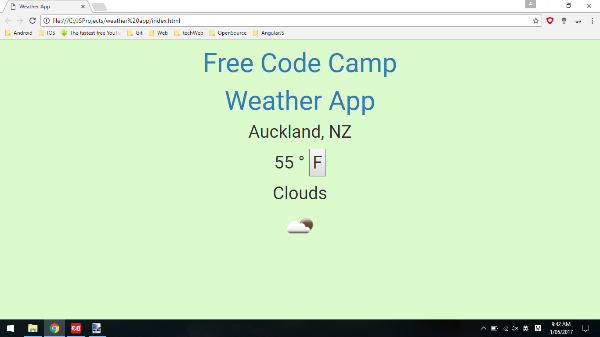 Weather App
file:///C:/JSProjects/weather%20app/index.html
Android IOS The fastest free YouTu Git Web techWeb OpenSource AngularJS
Free Code Camp
Weather App
Auckland, NZ
55 ° F
Clouds
9:42 AM
1/05/2017